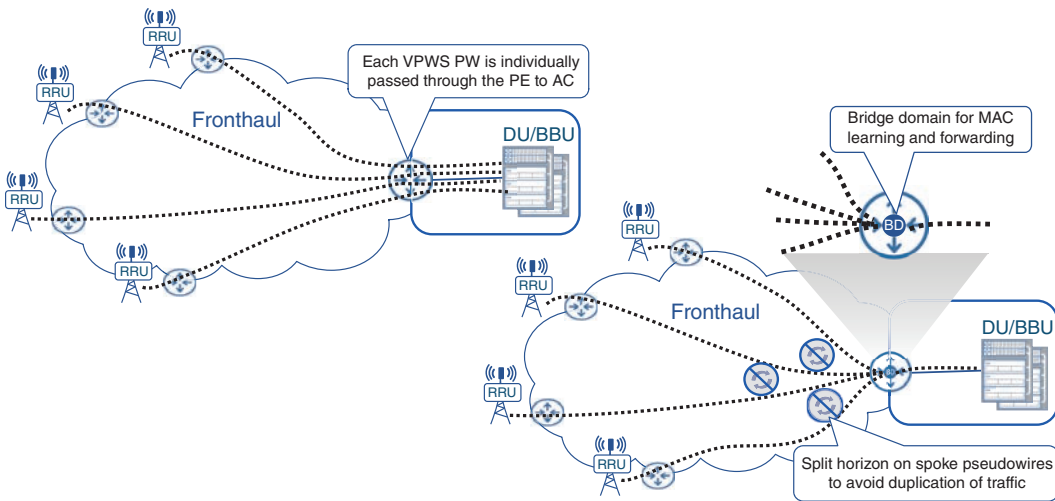 RRU
RRU
RRU
RRU
Fronthaul
Each VPWS PW is individually
passed through the PE to AC
DU/BBU
Bridge domain for MAC
learning and forwarding
BD
RRU
RRU
RRU
RRU
Fronthaul
BD
DU/BBU
Split horizon on spoke pseudowires
to avoid duplication of traffic